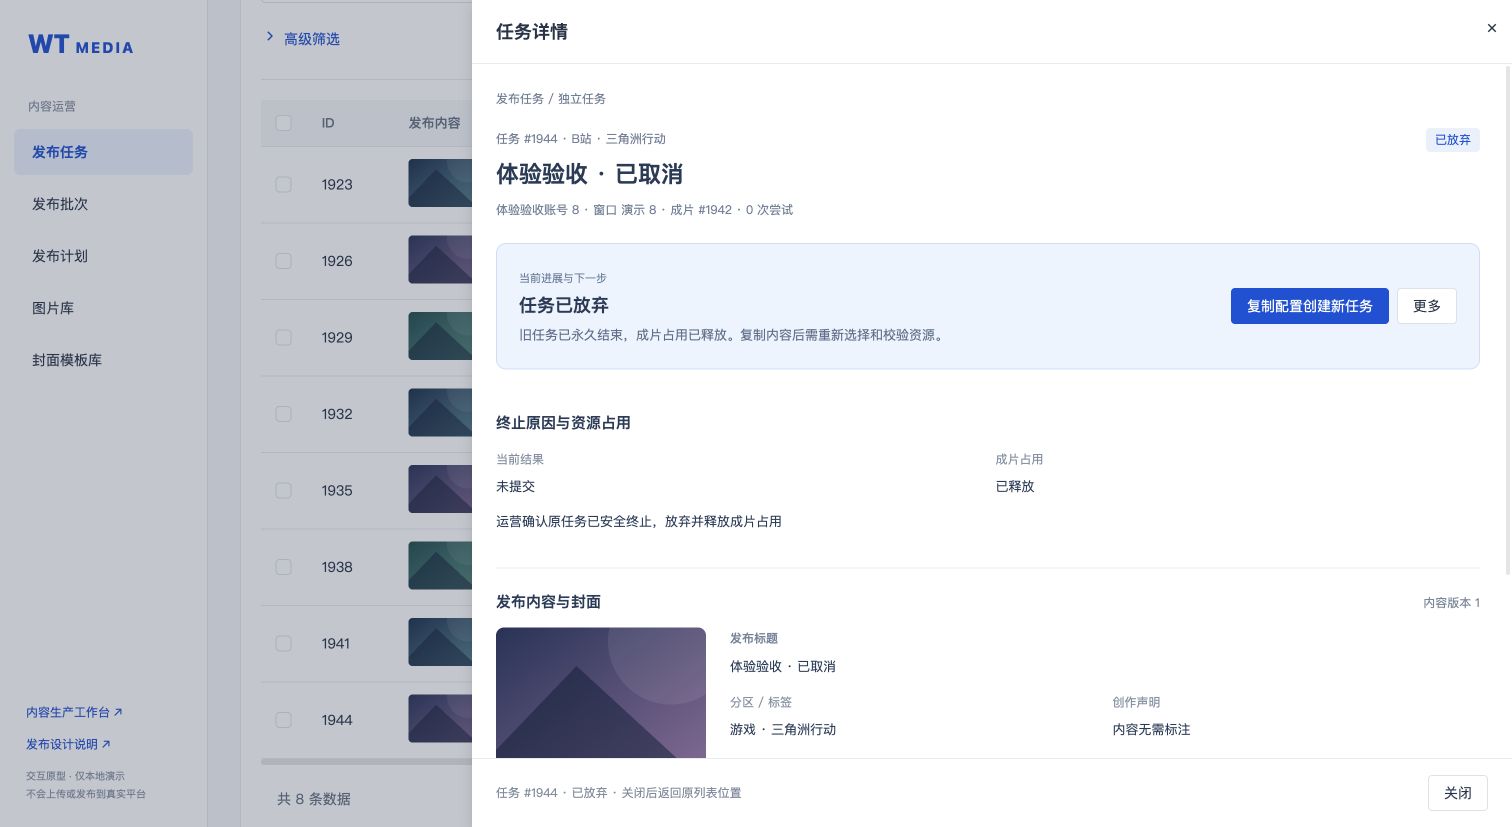 WT MEDIA
内容运营
发布任务
发布批次
发布计划
图片库
封面模板库
内容生产工作台 ↗
发布设计说明 ↗
交互原型 · 仅本地演示
不会上传或发布到真实平台
高级筛选
ID 发布内容
1923
1926
1929
1932
1935
1938
1941
1944
共 8 条数据
任务详情
×
发布任务 / 独立任务
任务 #1944 · B站 · 三角洲行动
已放弃
体验验收 · 已取消
体验验收账号 8 · 窗口 演示 8 · 成片 #1942 · 0 次尝试
当前进展与下一步
任务已放弃
旧任务已永久结束，成片占用已释放。复制内容后需重新选择和校验资源。
复制配置创建新任务
更多
终止原因与资源占用
当前结果 成片占用
未提交 已释放
运营确认原任务已安全终止，放弃并释放成片占用
发布内容与封面
内容版本 1
发布标题
体验验收 · 已取消
分区 / 标签 创作声明
游戏 · 三角洲行动 内容无需标注
任务 #1944 · 已放弃 · 关闭后返回原列表位置
关闭